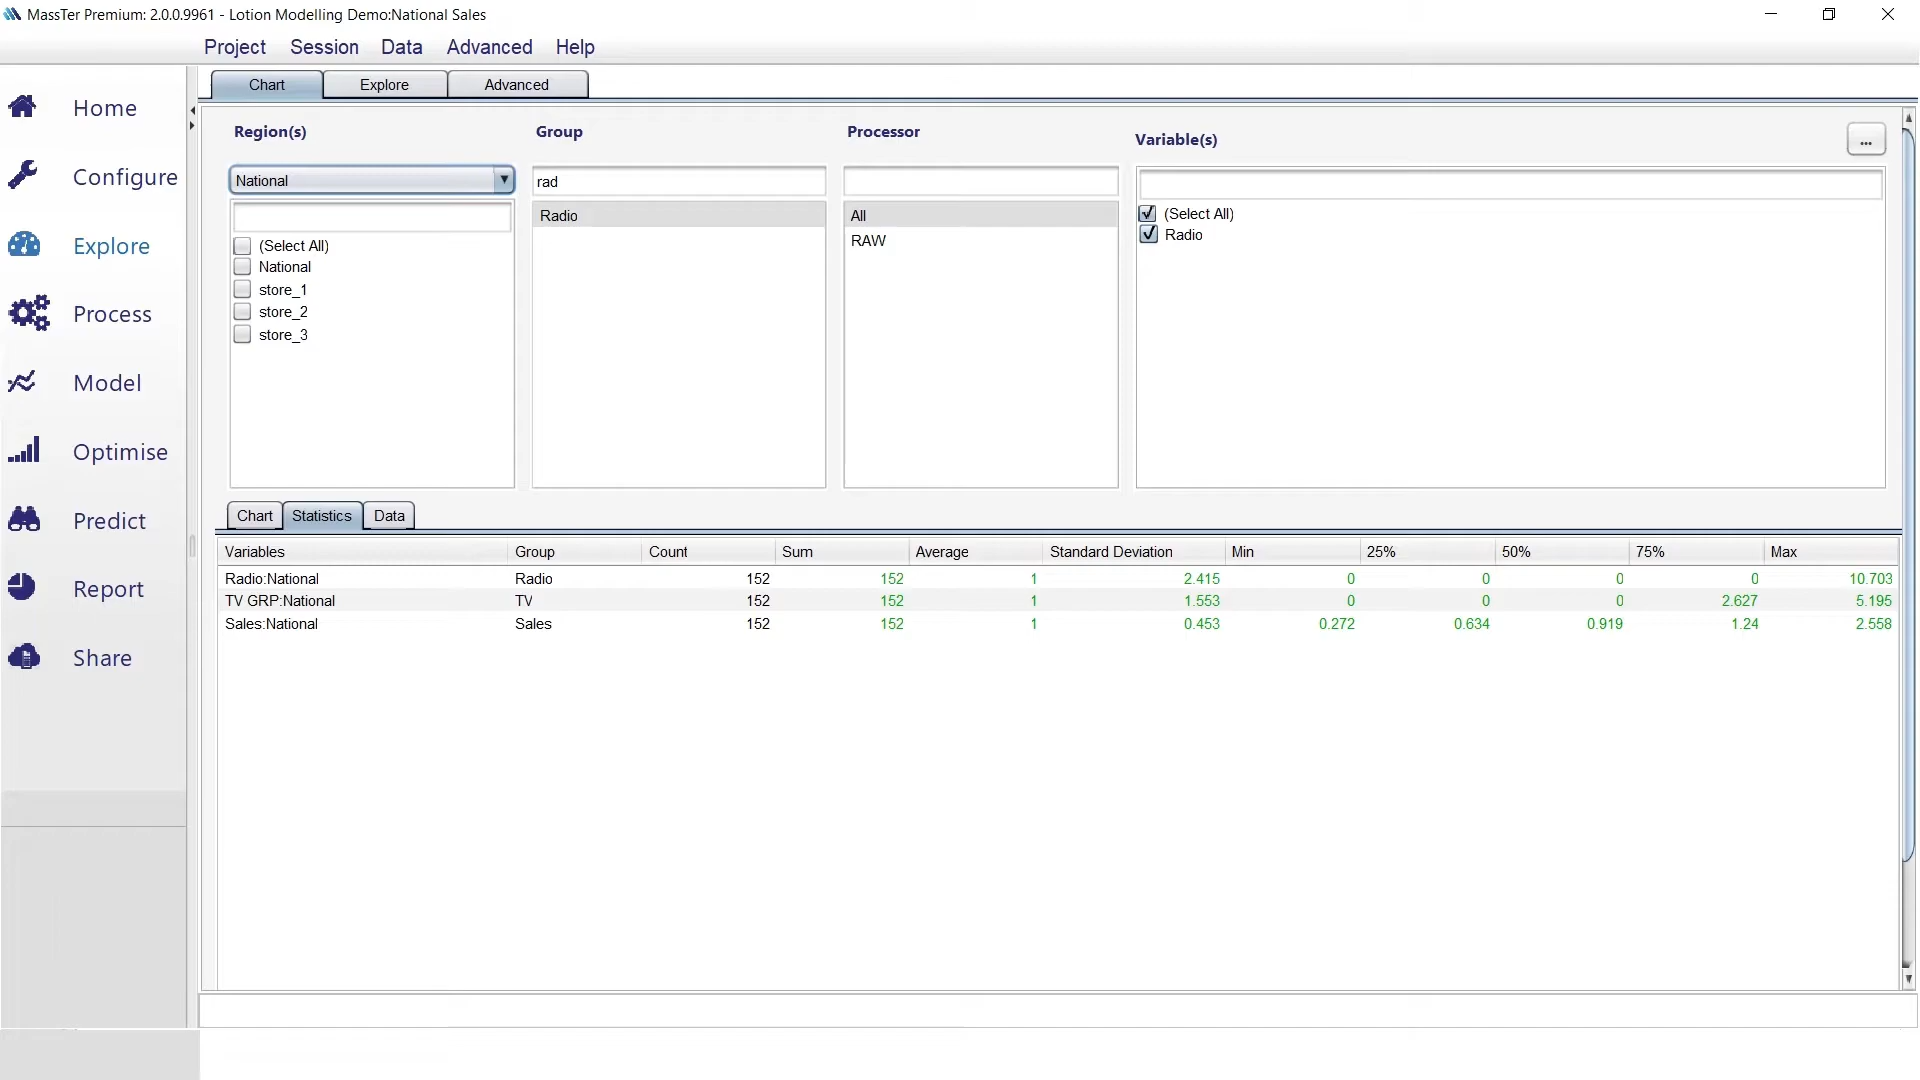 MassTer Premium: 2.0.0.9961 - Lotion Modelling Demo:National Sales
Project Session Data Advanced Help
Chart Explore Advanced
Home
Configure
Explore
Process
Model
Optimise
Predict
Report
Share
Region(s) Group Processor Variable(s)
...
National rad
Radio All (Select All)
RAW Radio
(Select All)
National
store_1
store_2
store_3
Chart Statistics Data
Variables Group Count Sum Average Standard Deviation Min 25% 50% 75% Max
Radio:National Radio 152 152 1 2.415 0 0 0 0 10.703
TV GRP:National TV 152 152 1 1.553 0 0 0 2.627 5.195
Sales:National Sales 152 152 1 0.453 0.272 0.634 0.919 1.24 2.558